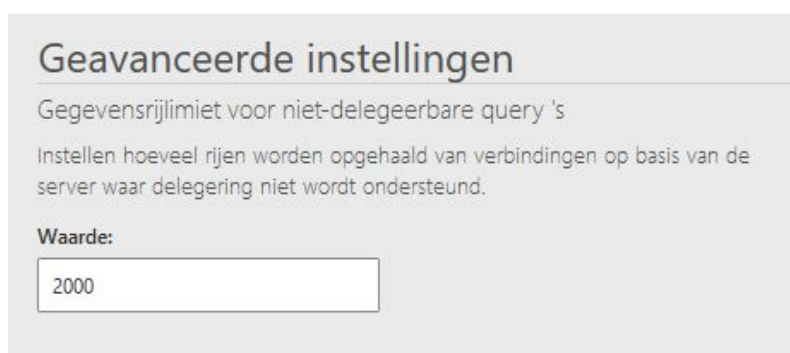 Geavanceerde instellingen
Gegevensrijlimiet voor niet-delegeerbare query 's
Instellen hoeveel rijen worden opgehaald van verbindingen op basis van de
server waar delegering niet wordt ondersteund.
Waarde:
2000